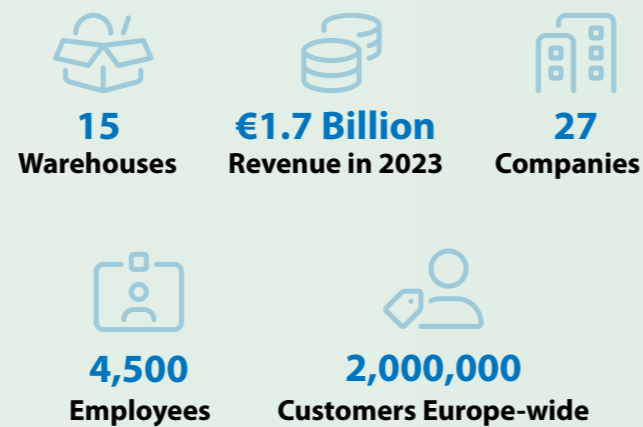 15
Warehouses
€1.7 Billion
Revenue in 2023
27
Companies
4,500
Employees
2,000,000
Customers Europe-wide